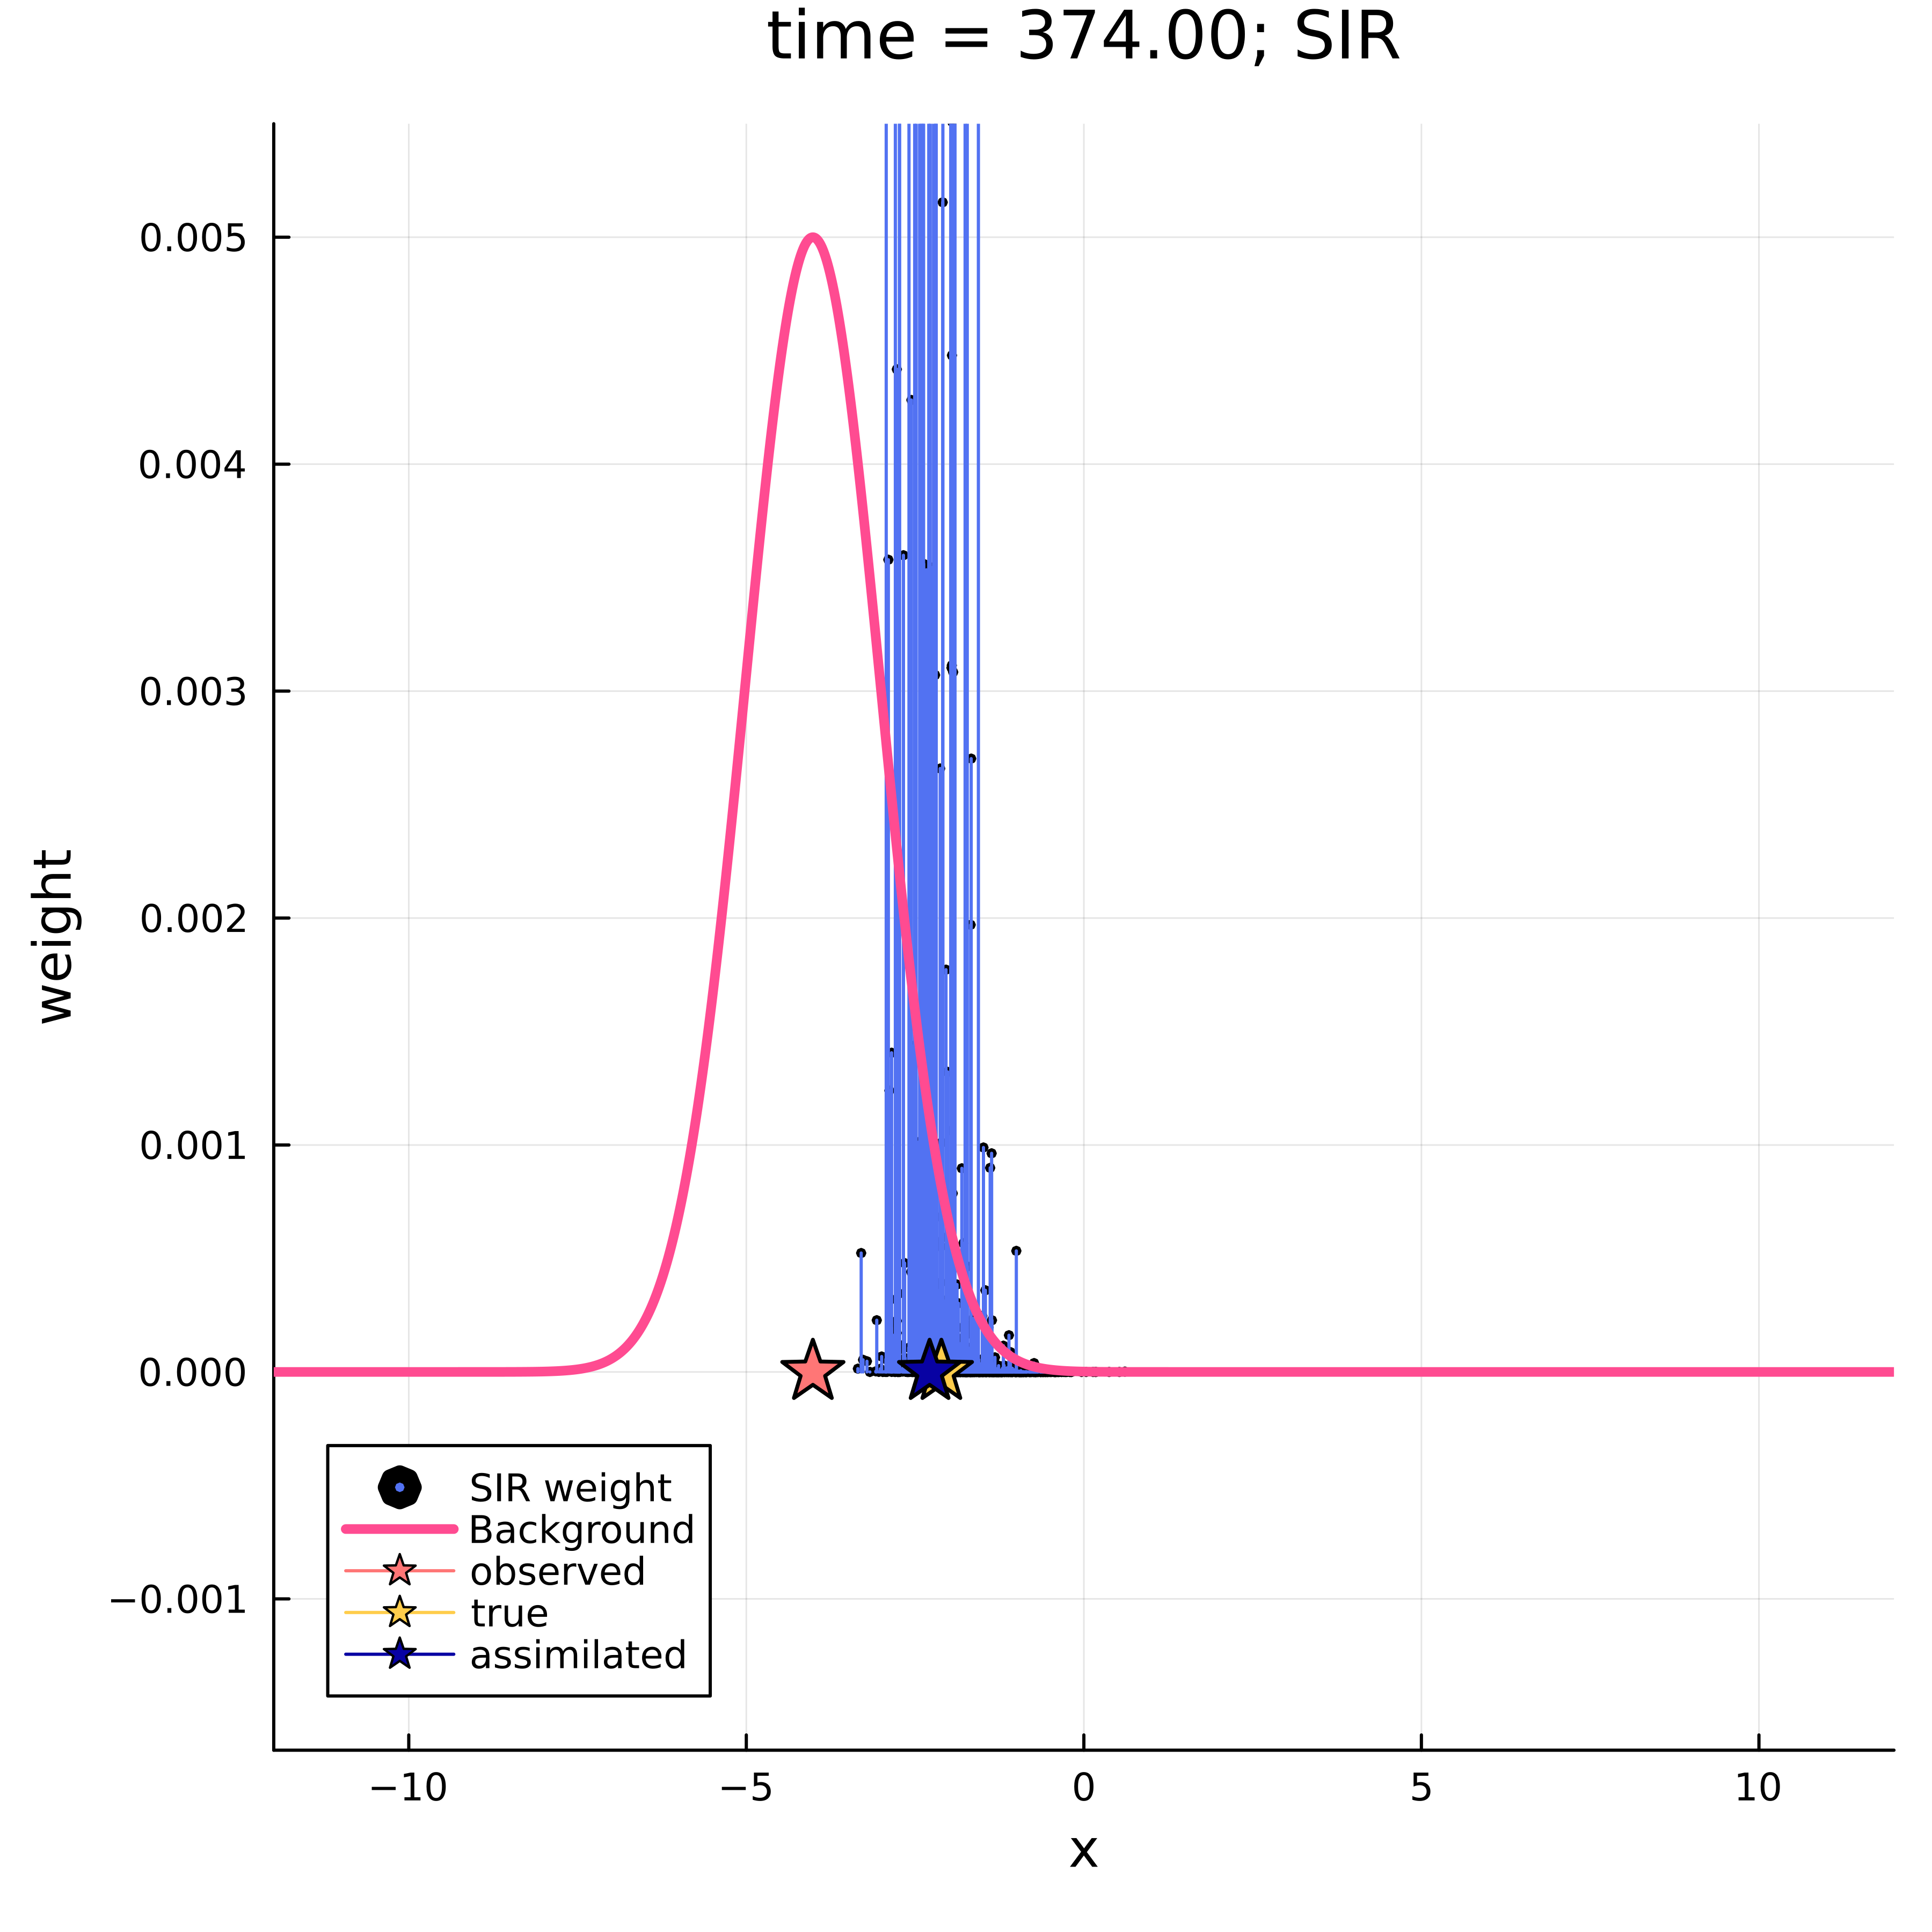 time = 374.00; SIR
weight
0.005
0.004
0.003
0.002
0.001
0.000
−0.001
SIR weight
Background
observed
true
assimilated
−10
−5
0
5
10
x